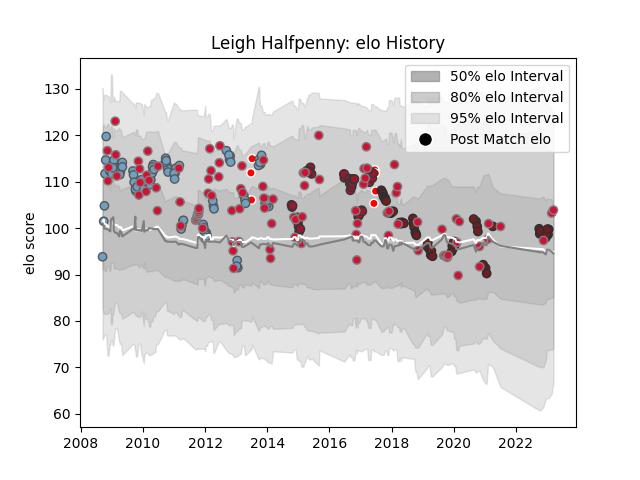 Leigh Halfpenny: elo History
50% elo Interval
80% elo Interval
95% elo Interval
Post Match elo
elo score
130
120
110
100
90
80
70
60
2008 2010 2012 2014 2016 2018 2020 2022